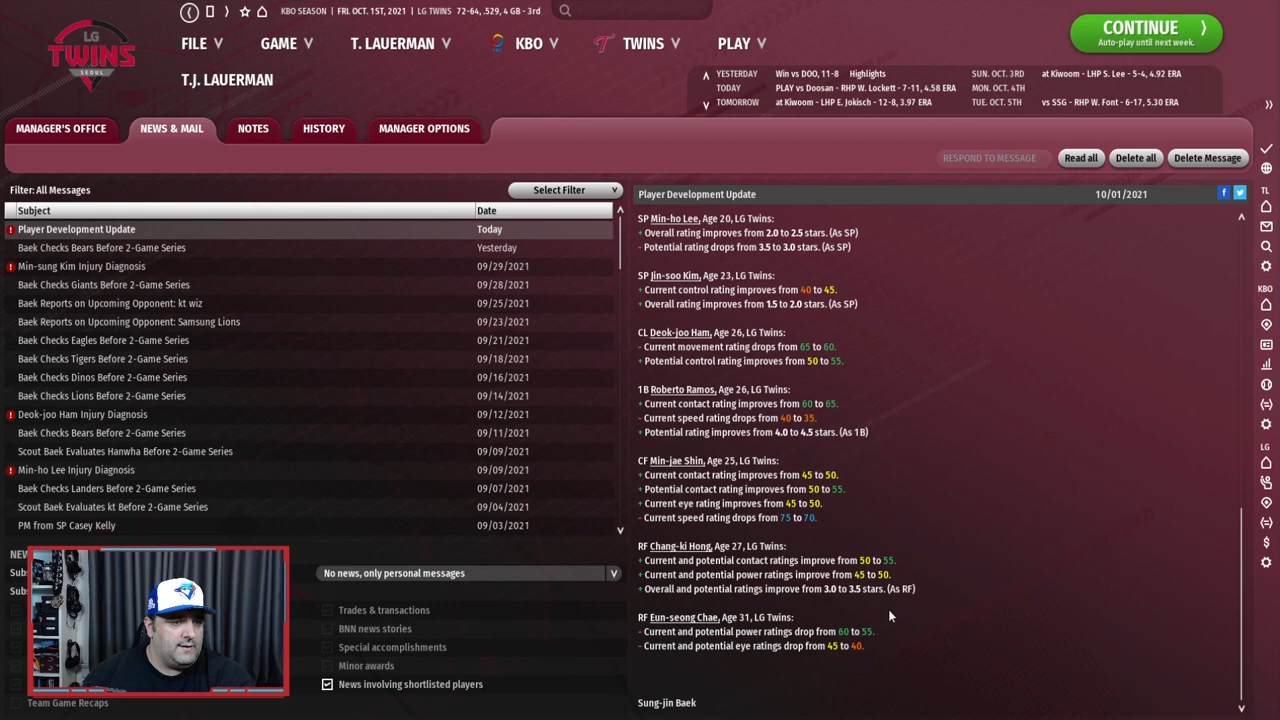 KBO SEASON | FRI. OCT. 1ST, 2021 | LG TWINS 72-64, .529, 4 GB - 3rd
LG
TWINS
SEOUL
FILE GAME T. LAUERMAN KBO TWINS PLAY
CONTINUE
Auto-play until next week.
T.J. LAUERMAN
YESTERDAY Win vs DOO, 11-8 Highlights SUN. OCT. 3RD at Kiwoom - LHP S. Lee - 5-4, 4.92 ERA
TODAY PLAY vs Doosan - RHP W. Lockett - 7-11, 4.58 ERA MON. OCT. 4TH
TOMORROW at Kiwoom - LHP E. Jokisch - 12-8, 3.97 ERA TUE. OCT. 5TH vs SSG - RHP W. Font - 6-17, 5.30 ERA
MANAGER'S OFFICE NEWS & MAIL NOTES HISTORY MANAGER OPTIONS
RESPOND TO MESSAGE Read all Delete all Delete Message
Filter: All Messages Select Filter
Subject Date
Player Development Update Today
Baek Checks Bears Before 2-Game Series Yesterday
Min-sung Kim Injury Diagnosis 09/29/2021
Baek Checks Giants Before 2-Game Series 09/28/2021
Baek Reports on Upcoming Opponent: kt wiz 09/25/2021
Baek Reports on Upcoming Opponent: Samsung Lions 09/23/2021
Baek Checks Eagles Before 2-Game Series 09/21/2021
Baek Checks Tigers Before 2-Game Series 09/18/2021
Baek Checks Dinos Before 2-Game Series 09/16/2021
Baek Checks Lions Before 2-Game Series 09/14/2021
Deok-joo Ham Injury Diagnosis 09/12/2021
Baek Checks Bears Before 2-Game Series 09/11/2021
Scout Baek Evaluates Hanwha Before 2-Game Series 09/09/2021
Min-ho Lee Injury Diagnosis 09/09/2021
Baek Checks Landers Before 2-Game Series 09/07/2021
Scout Baek Evaluates kt Before 2-Game Series 09/04/2021
PM from SP Casey Kelly 09/03/2021
NEW
Subs
Subs
No news, only personal messages
Trades & transactions
BNN news stories
Special accomplishments
Minor awards
News involving shortlisted players
Team Game Recaps
Player Development Update 10/01/2021
SP Min-ho Lee, Age 20, LG Twins:
+ Overall rating improves from 2.0 to 2.5 stars. (As SP)
- Potential rating drops from 3.5 to 3.0 stars. (As SP)
SP Jin-soo Kim, Age 23, LG Twins:
+ Current control rating improves from 40 to 45.
+ Overall rating improves from 1.5 to 2.0 stars. (As SP)
CL Deok-joo Ham, Age 26, LG Twins:
- Current movement rating drops from 65 to 60.
+ Potential control rating improves from 50 to 55.
1B Roberto Ramos, Age 26, LG Twins:
+ Current contact rating improves from 60 to 65.
- Current speed rating drops from 40 to 35.
+ Potential rating improves from 4.0 to 4.5 stars. (As 1B)
CF Min-jae Shin, Age 25, LG Twins:
+ Current contact rating improves from 45 to 50.
+ Potential contact rating improves from 50 to 55.
+ Current eye rating improves from 45 to 50.
- Current speed rating drops from 75 to 70.
RF Chang-ki Hong, Age 27, LG Twins:
+ Current and potential contact ratings improve from 50 to 55.
+ Current and potential power ratings improve from 45 to 50.
+ Overall and potential ratings improve from 3.0 to 3.5 stars. (As RF)
RF Eun-seong Chae, Age 31, LG Twins:
- Current and potential power ratings drop from 60 to 55.
- Current and potential eye ratings drop from 45 to 40.
Sung-jin Baek
TL
KBO
LG